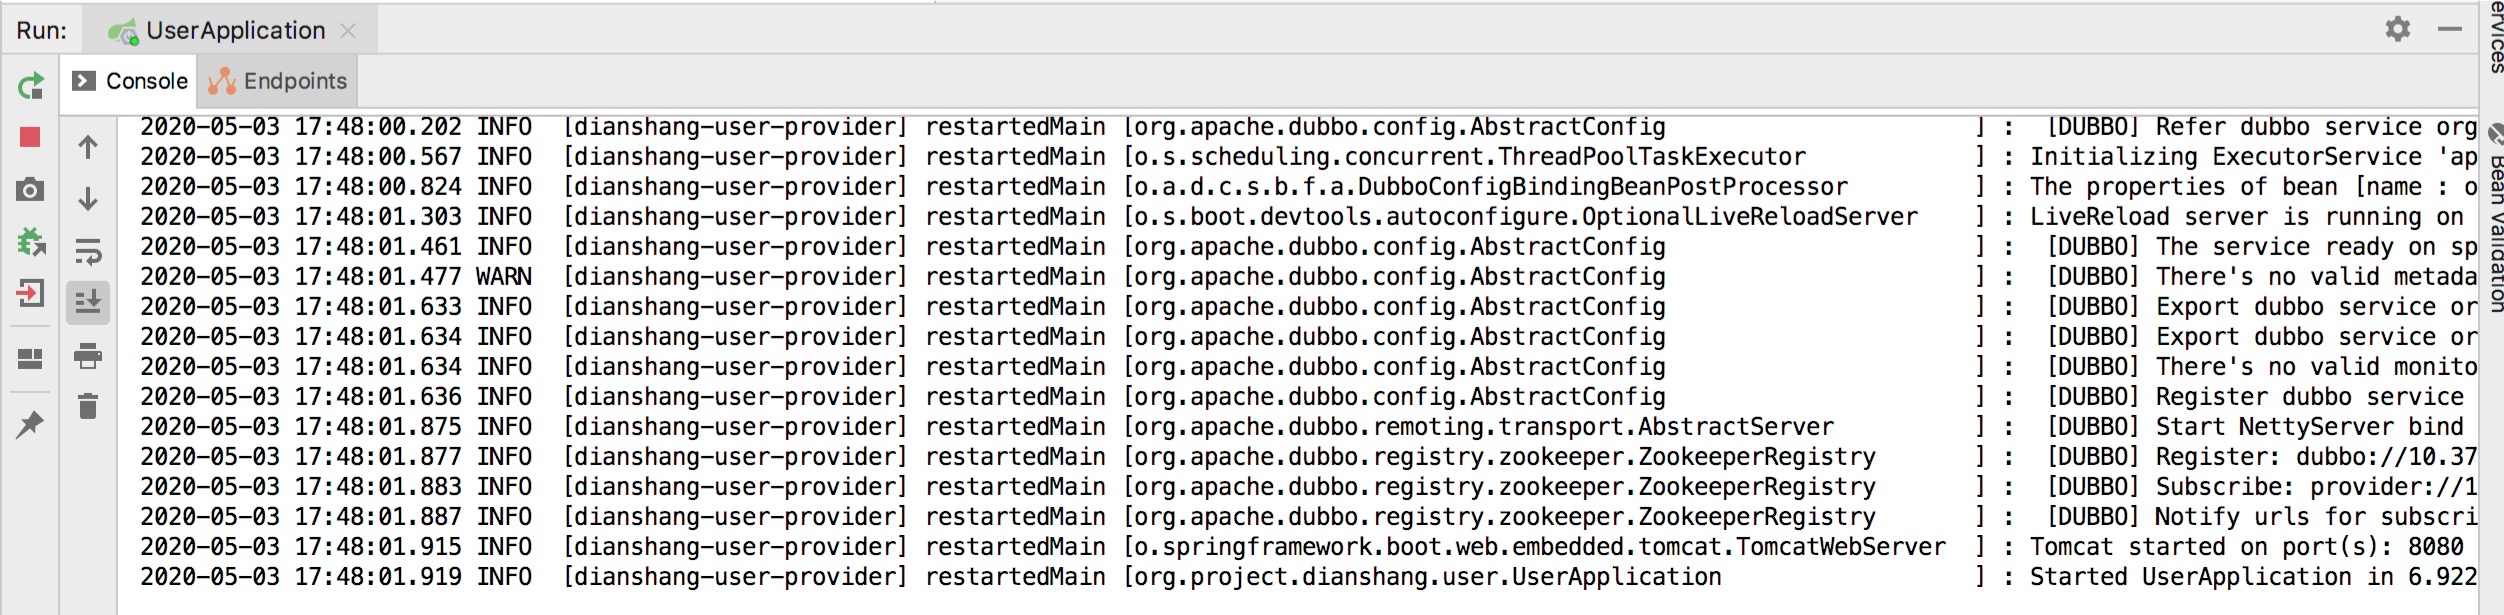 Run: UserApplication
Console Endpoints
2020-05-03 17:48:00.202 INFO [dianshang-user-provider] restartedMain [org.apache.dubbo.config.AbstractConfig ] : [DUBBO] Refer dubbo service org
2020-05-03 17:48:00.567 INFO [dianshang-user-provider] restartedMain [o.s.scheduling.concurrent.ThreadPoolTaskExecutor ] : Initializing ExecutorService 'ap
2020-05-03 17:48:00.824 INFO [dianshang-user-provider] restartedMain [o.a.d.c.s.b.f.a.DubboConfigBindingBeanPostProcessor ] : The properties of bean [name : o
2020-05-03 17:48:01.303 INFO [dianshang-user-provider] restartedMain [o.s.boot.devtools.autoconfigure.OptionalLiveReloadServer ] : LiveReload server is running on
2020-05-03 17:48:01.461 INFO [dianshang-user-provider] restartedMain [org.apache.dubbo.config.AbstractConfig ] : [DUBBO] The service ready on sp
2020-05-03 17:48:01.477 WARN [dianshang-user-provider] restartedMain [org.apache.dubbo.config.AbstractConfig ] : [DUBBO] There's no valid metada
2020-05-03 17:48:01.633 INFO [dianshang-user-provider] restartedMain [org.apache.dubbo.config.AbstractConfig ] : [DUBBO] Export dubbo service or
2020-05-03 17:48:01.634 INFO [dianshang-user-provider] restartedMain [org.apache.dubbo.config.AbstractConfig ] : [DUBBO] Export dubbo service or
2020-05-03 17:48:01.634 INFO [dianshang-user-provider] restartedMain [org.apache.dubbo.config.AbstractConfig ] : [DUBBO] There's no valid monito
2020-05-03 17:48:01.636 INFO [dianshang-user-provider] restartedMain [org.apache.dubbo.config.AbstractConfig ] : [DUBBO] Register dubbo service
2020-05-03 17:48:01.875 INFO [dianshang-user-provider] restartedMain [org.apache.dubbo.remoting.transport.AbstractServer ] : [DUBBO] Start NettyServer bind
2020-05-03 17:48:01.877 INFO [dianshang-user-provider] restartedMain [org.apache.dubbo.registry.zookeeper.ZookeeperRegistry ] : [DUBBO] Register: dubbo://10.37
2020-05-03 17:48:01.883 INFO [dianshang-user-provider] restartedMain [org.apache.dubbo.registry.zookeeper.ZookeeperRegistry ] : [DUBBO] Subscribe: provider://1
2020-05-03 17:48:01.887 INFO [dianshang-user-provider] restartedMain [org.apache.dubbo.registry.zookeeper.ZookeeperRegistry ] : [DUBBO] Notify urls for subscri
2020-05-03 17:48:01.915 INFO [dianshang-user-provider] restartedMain [o.springframework.boot.web.embedded.tomcat.TomcatWebServer ] : Tomcat started on port(s): 8080
2020-05-03 17:48:01.919 INFO [dianshang-user-provider] restartedMain [org.project.dianshang.user.UserApplication ] : Started UserApplication in 6.922
ervices
Bean Validation